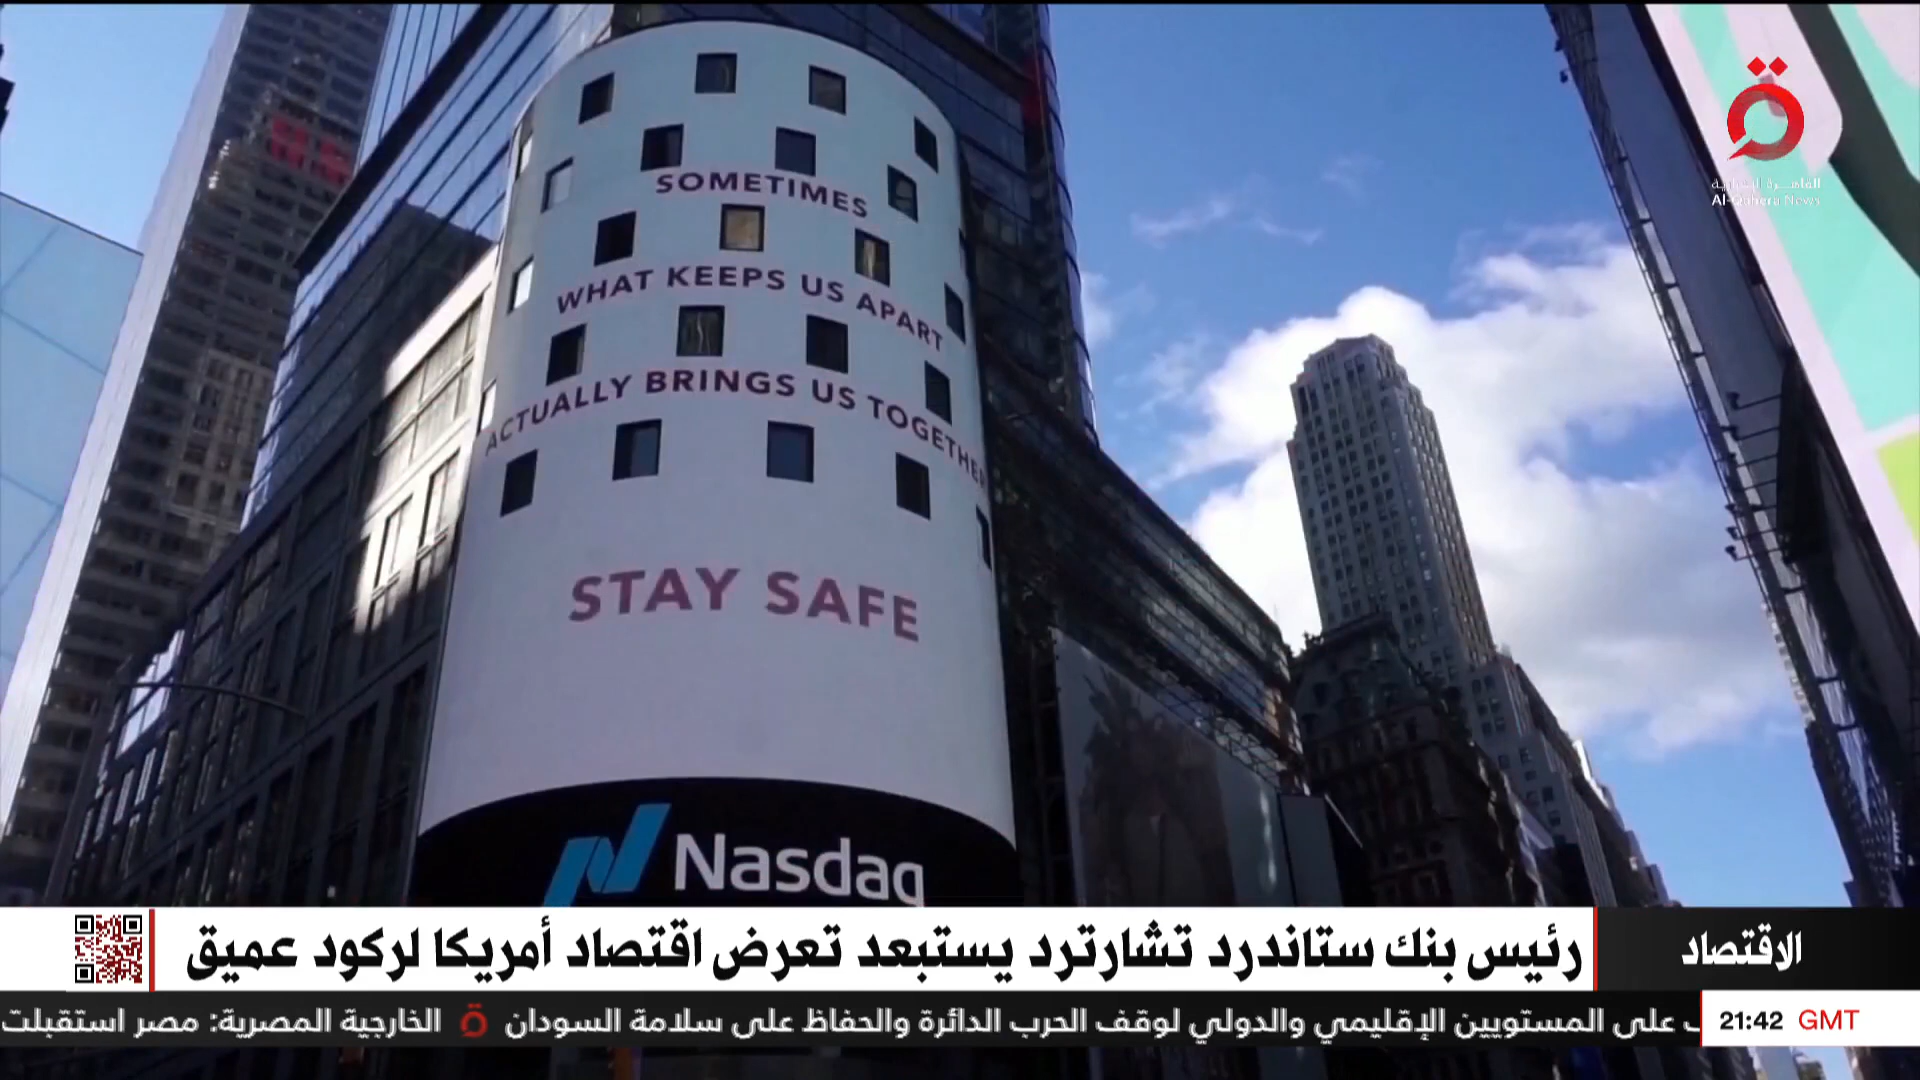 القاهرة الإخبارية
Al-Qahera News
SOMETIMES
WHAT KEEPS US APART
ACTUALLY BRINGS US TOGETHER
STAY SAFE
Nasdaq
الاقتصاد
رئيس بنك ستاندرد تشارترد يستبعد تعرض اقتصاد أمريكا لركود عميق
21:42 GMT
على المستويين الإقليمي والدولي لوقف الحرب الدائرة والحفاظ على سلامة السودان
الخارجية المصرية: مصر استقبلت